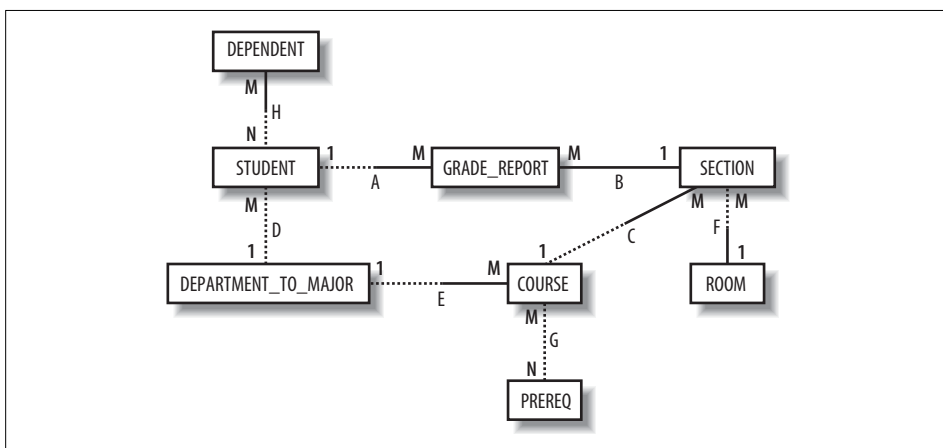 DEPENDENT
M
H
N
STUDENT
1
A
M
GRADE_REPORT
M
B
1
SECTION
M
D
1
M
C
1
M
F
1
DEPARTMENT_TO_MAJOR
1
E
M
COURSE
ROOM
M
G
N
PREREQ